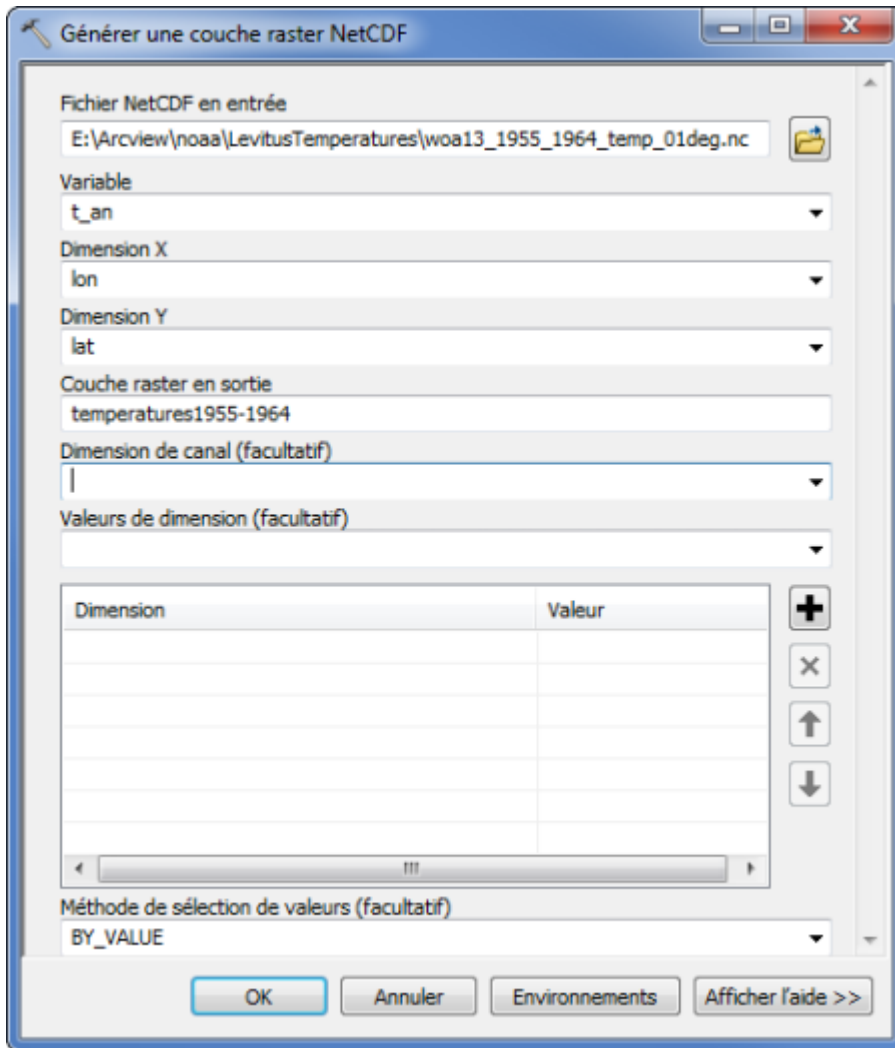 Générer une couche raster NetCDF
Fichier NetCDF en entrée
E:\Arcview\noaa\LevitusTemperatures\woa13_1955_1964_temp_01deg.nc
Variable
t_an
Dimension X
lon
Dimension Y
lat
Couche raster en sortie
temperatures1955-1964
Dimension de canal (facultatif)
Valeurs de dimension (facultatif)
Dimension Valeur
Méthode de sélection de valeurs (facultatif)
BY_VALUE
OK Annuler Environnements Afficher l'aide >>